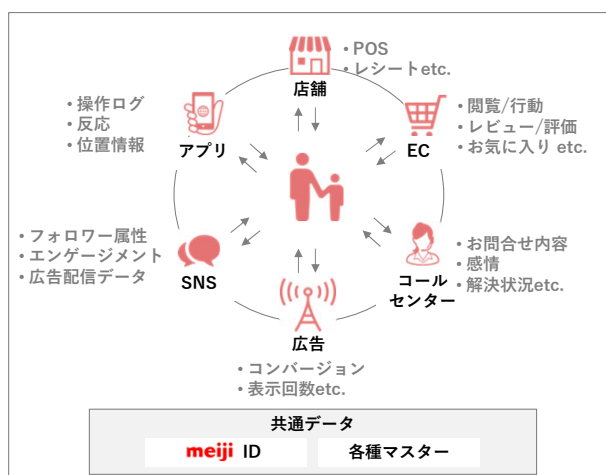 • POS
• レシートetc.
店舗
• 操作ログ
• 反応
• 位置情報
アプリ
• 閲覧/行動
• レビュー/評価
• お気に入り etc.
EC
• フォロワー属性
• エンゲージメント
• 広告配信データ
SNS
• お問合せ内容
• 感情
• 解決状況etc.
コール
センター
広告
• コンバージョン
• 表示回数etc.
共通データ
meiji ID
各種マスター